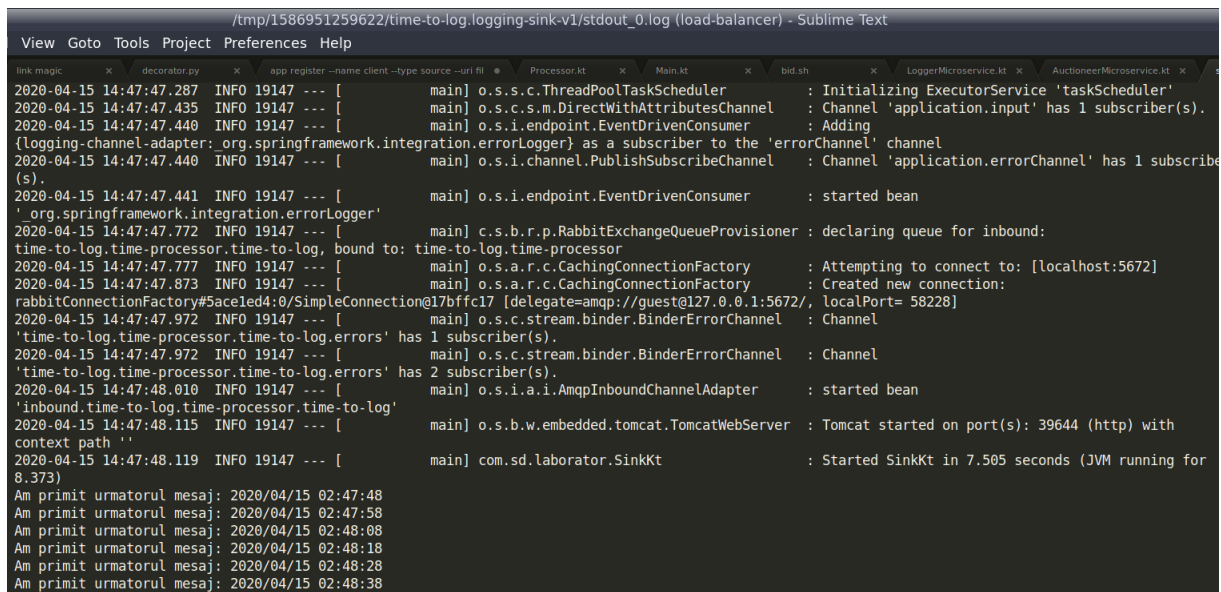 /tmp/1586951259622/time-to-log.logging-sink-v1/stdout_0.log (load-balancer) - Sublime Text
View Goto Tools Project Preferences Help
link magic × decorator.py × app register --name client --type source --uri fil ● Processor.kt × Main.kt × bid.sh × LoggerMicroservice.kt × AuctioneerMicroservice.kt × s
2020-04-15 14:47:47.287 INFO 19147 --- [ main] o.s.s.c.ThreadPoolTaskScheduler : Initializing ExecutorService 'taskScheduler'
2020-04-15 14:47:47.435 INFO 19147 --- [ main] o.s.c.s.m.DirectWithAttributesChannel : Channel 'application.input' has 1 subscriber(s).
2020-04-15 14:47:47.440 INFO 19147 --- [ main] o.s.i.endpoint.EventDrivenConsumer : Adding
{logging-channel-adapter:_org.springframework.integration.errorLogger} as a subscriber to the 'errorChannel' channel
2020-04-15 14:47:47.440 INFO 19147 --- [ main] o.s.i.channel.PublishSubscribeChannel : Channel 'application.errorChannel' has 1 subscribe
(s).
2020-04-15 14:47:47.441 INFO 19147 --- [ main] o.s.i.endpoint.EventDrivenConsumer : started bean
'_org.springframework.integration.errorLogger'
2020-04-15 14:47:47.772 INFO 19147 --- [ main] c.s.b.r.p.RabbitExchangeQueueProvisioner : declaring queue for inbound:
time-to-log.time-processor.time-to-log, bound to: time-to-log.time-processor
2020-04-15 14:47:47.777 INFO 19147 --- [ main] o.s.a.r.c.CachingConnectionFactory : Attempting to connect to: [localhost:5672]
2020-04-15 14:47:47.873 INFO 19147 --- [ main] o.s.a.r.c.CachingConnectionFactory : Created new connection:
rabbitConnectionFactory#5ace1ed4:0/SimpleConnection@17bffc17 [delegate=amqp://guest@127.0.0.1:5672/, localPort= 58228]
2020-04-15 14:47:47.972 INFO 19147 --- [ main] o.s.c.stream.binder.BinderErrorChannel : Channel
'time-to-log.time-processor.time-to-log.errors' has 1 subscriber(s).
2020-04-15 14:47:47.972 INFO 19147 --- [ main] o.s.c.stream.binder.BinderErrorChannel : Channel
'time-to-log.time-processor.time-to-log.errors' has 2 subscriber(s).
2020-04-15 14:47:48.010 INFO 19147 --- [ main] o.s.i.a.i.AmqpInboundChannelAdapter : started bean
'inbound.time-to-log.time-processor.time-to-log'
2020-04-15 14:47:48.115 INFO 19147 --- [ main] o.s.b.w.embedded.tomcat.TomcatWebServer : Tomcat started on port(s): 39644 (http) with
context path ''
2020-04-15 14:47:48.119 INFO 19147 --- [ main] com.sd.laborator.SinkKt : Started SinkKt in 7.505 seconds (JVM running for
8.373)
Am primit urmatorul mesaj: 2020/04/15 02:47:48
Am primit urmatorul mesaj: 2020/04/15 02:47:58
Am primit urmatorul mesaj: 2020/04/15 02:48:08
Am primit urmatorul mesaj: 2020/04/15 02:48:18
Am primit urmatorul mesaj: 2020/04/15 02:48:28
Am primit urmatorul mesaj: 2020/04/15 02:48:38